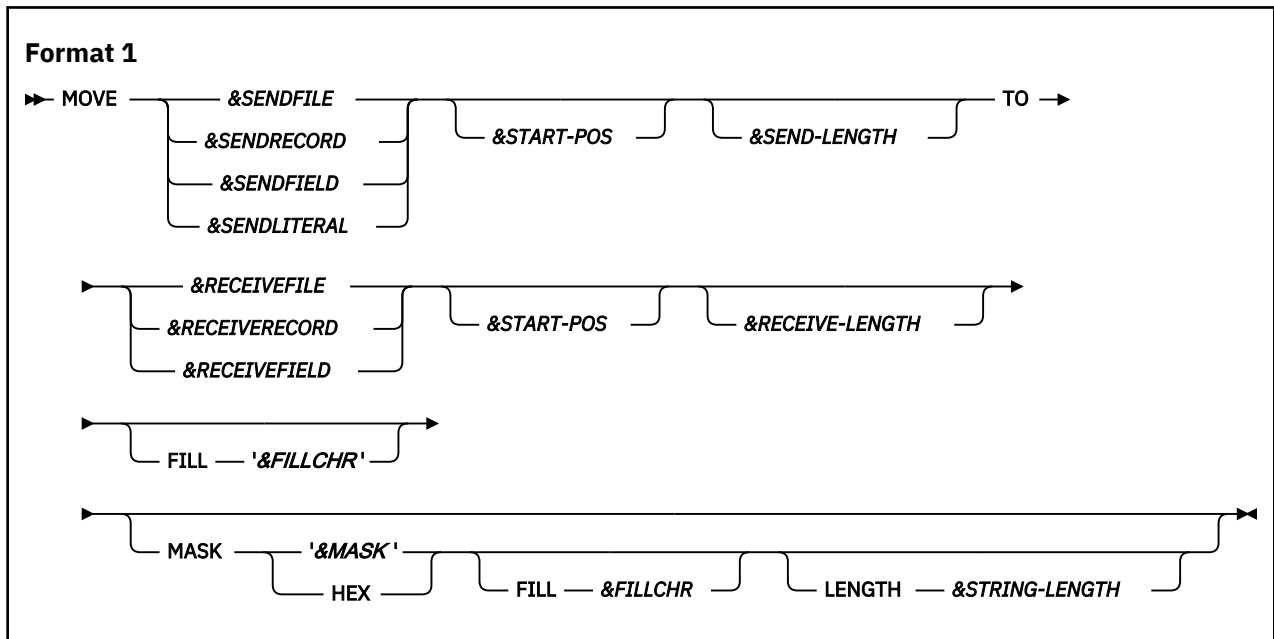 Format 1
MOVE &SENDFILE TO
&SENDRECORD &START-POS &SEND-LENGTH
&SENDFIELD
&SENDLITERAL
&RECEIVEFILE
&RECEIVERECORD &START-POS &RECEIVE-LENGTH
&RECEIVEFIELD
FILL '&FILLCHR'
MASK '&MASK '
HEX FILL &FILLCHR LENGTH &STRING-LENGTH